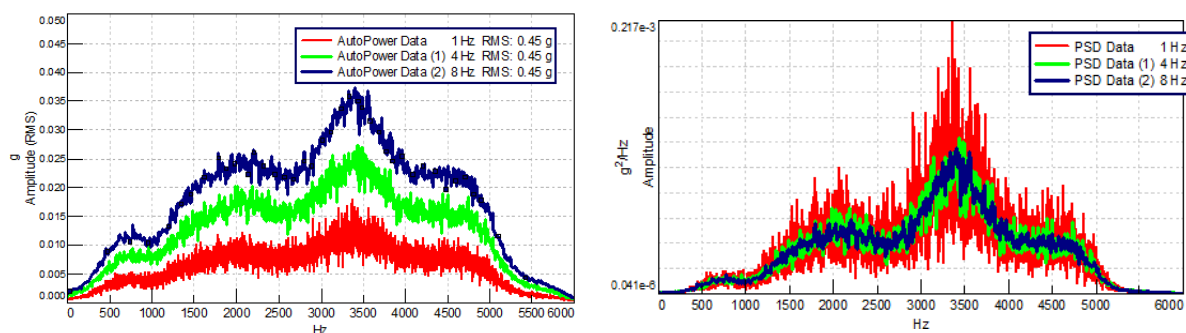 0.050
0.045
0.040
0.035
0.030
0.025
0.020
0.015
0.010
0.005
0.000
g
Amplitude (RMS)
AutoPower Data 1 Hz RMS: 0.45 g
AutoPower Data (1) 4 Hz RMS: 0.45 g
AutoPower Data (2) 8 Hz RMS: 0.45 g
0 500 1000 1500 2000 2500 3000 3500 4000 4500 5000 5500 6000
Hz
0.217e-3
0.041e-6
g²/Hz
Amplitude
PSD Data 1 Hz
PSD Data (1) 4 Hz
PSD Data (2) 8 Hz
0 500 1000 1500 2000 2500 3000 3500 4000 4500 5000 6000
Hz